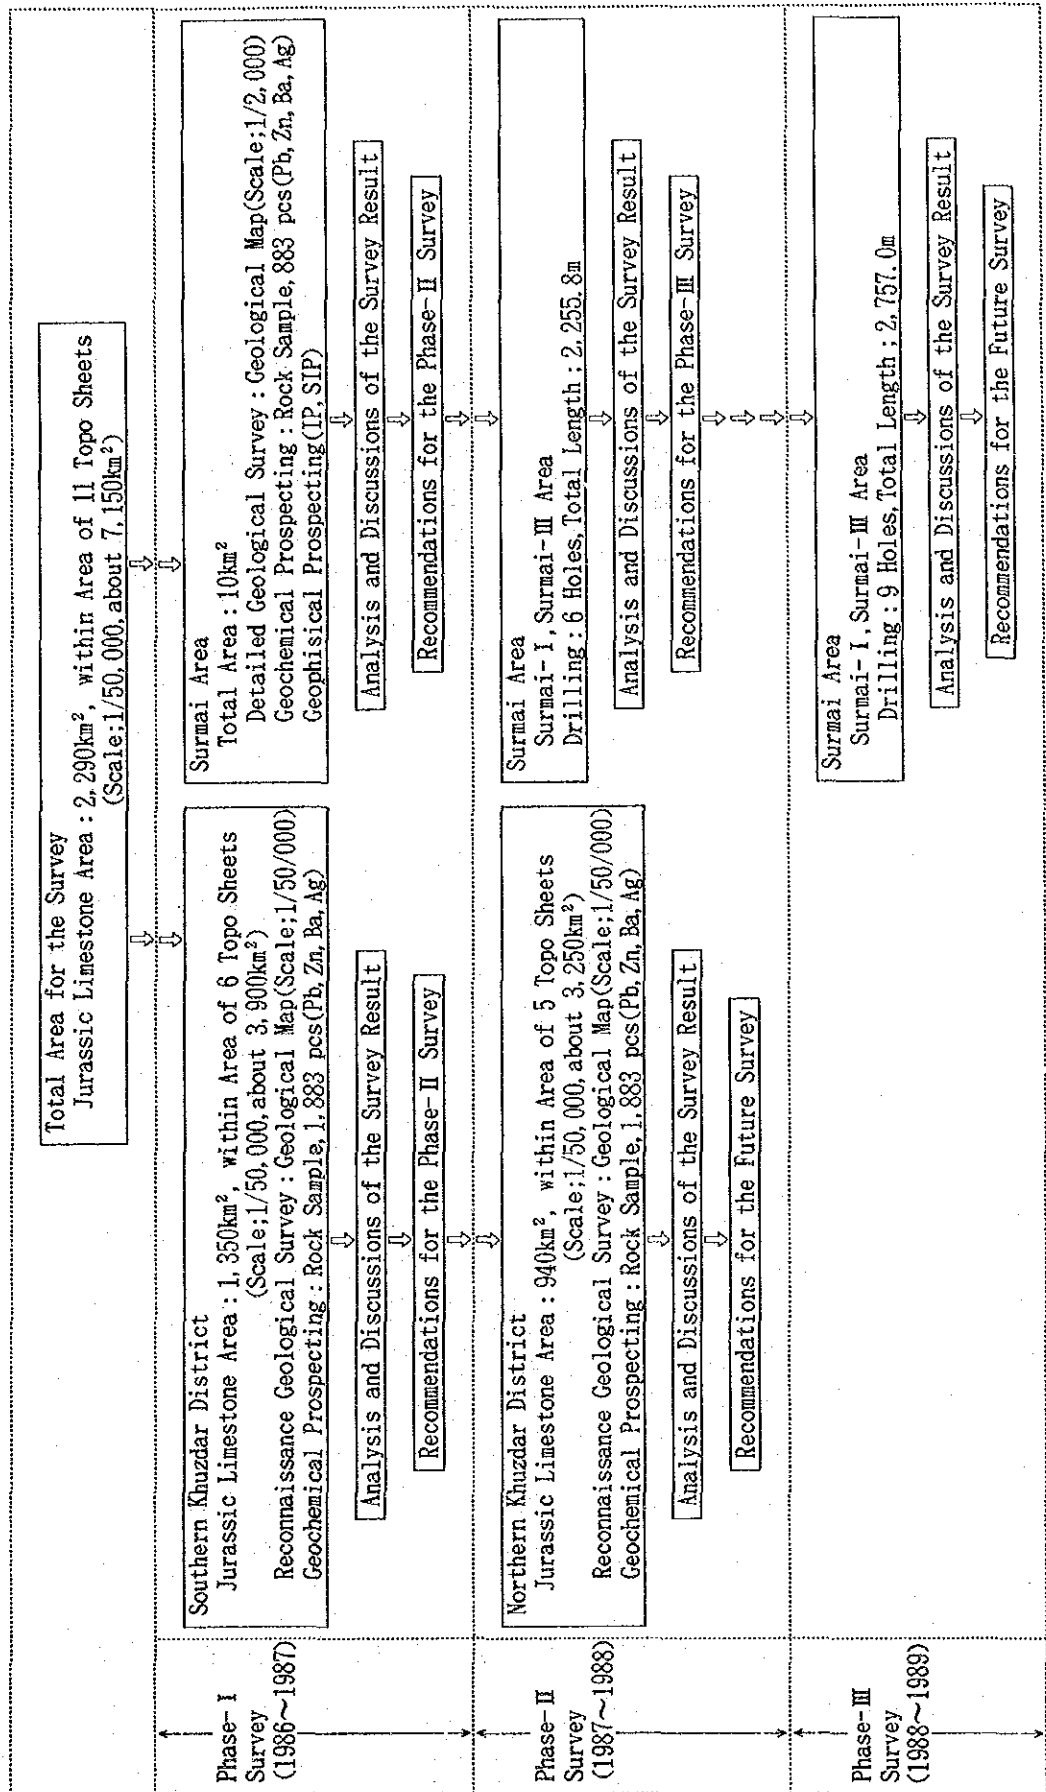 Total Area for the Survey
Jurassic Limestone Area : 2,290km², within Area of 11 Topo Sheets
(Scale;1/50,000,about 7,150km²)
Phase-I
Survey
(1986~1987)
Southern Khuzdar District
Jurassic Limestone Area : 1,350km², within Area of 6 Topo Sheets
(Scale;1/50,000,about 3,900km²)
Reconnaissance Geological Survey : Geological Map(Scale;1/50/000)
Geochemical Prospecting : Rock Sample,1,883 pcs(Pb,Zn,Ba,Ag)
Analysis and Discussions of the Survey Result
Recommendations for the Phase-II Survey
Surmai Area
Total Area : 10km²
Detailed Geological Survey : Geological Map(Scale;1/2,000)
Geochemical Prospecting : Rock Sample,883 pcs(Pb,Zn,Ba,Ag)
Geophisical Prospecting(IP,SIP)
Analysis and Discussions of the Survey Result
Recommendations for the Phase-II Survey
Phase-II
Survey
(1987~1988)
Northern Khuzdar District
Jurassic Limestone Area : 940km², within Area of 5 Topo Sheets
(Scale;1/50,000,about 3,250km²)
Reconnaissance Geological Survey : Geological Map(Scale;1/50/000)
Geochemical Prospecting : Rock Sample,1,883 pcs(Pb,Zn,Ba,Ag)
Analysis and Discussions of the Survey Result
Recommendations for the Future Survey
Surmai Area
Surmai-I,Surmai-III Area
Drilling : 6 Holes,Total Length ; 2,255.8m
Analysis and Discussions of the Survey Result
Recommendations for the Phase-III Survey
Phase-III
Survey
(1988~1989)
Surmai Area
Surmai-I,Surmai-III Area
Drilling : 9 Holes,Total Length ; 2,757.0m
Analysis and Discussions of the Survey Result
Recommendations for the Future Survey